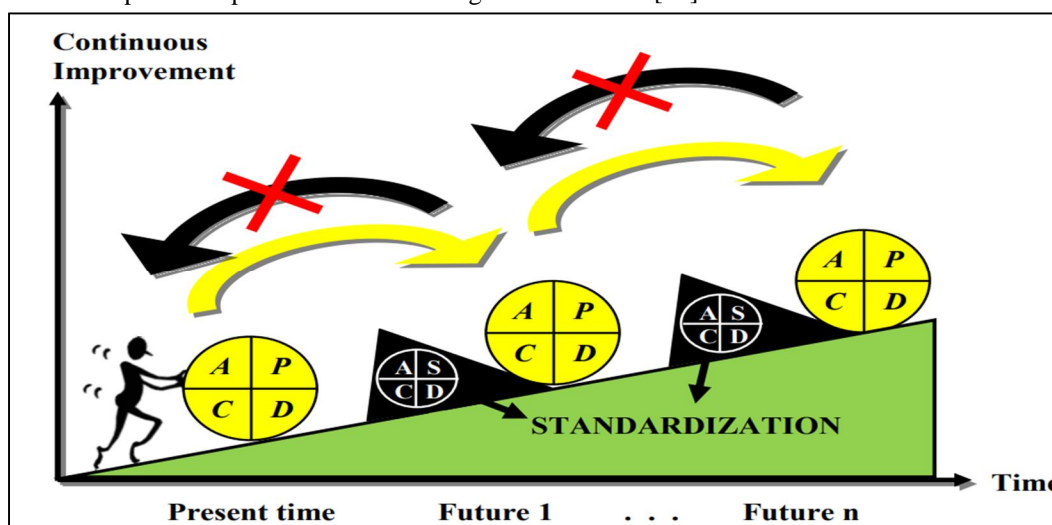 Continuous
Improvement
A P
C D
A S
C D
A P
C D
A S
C D
A P
C D
STANDARDIZATION
Time
Present time Future 1 . . . Future n